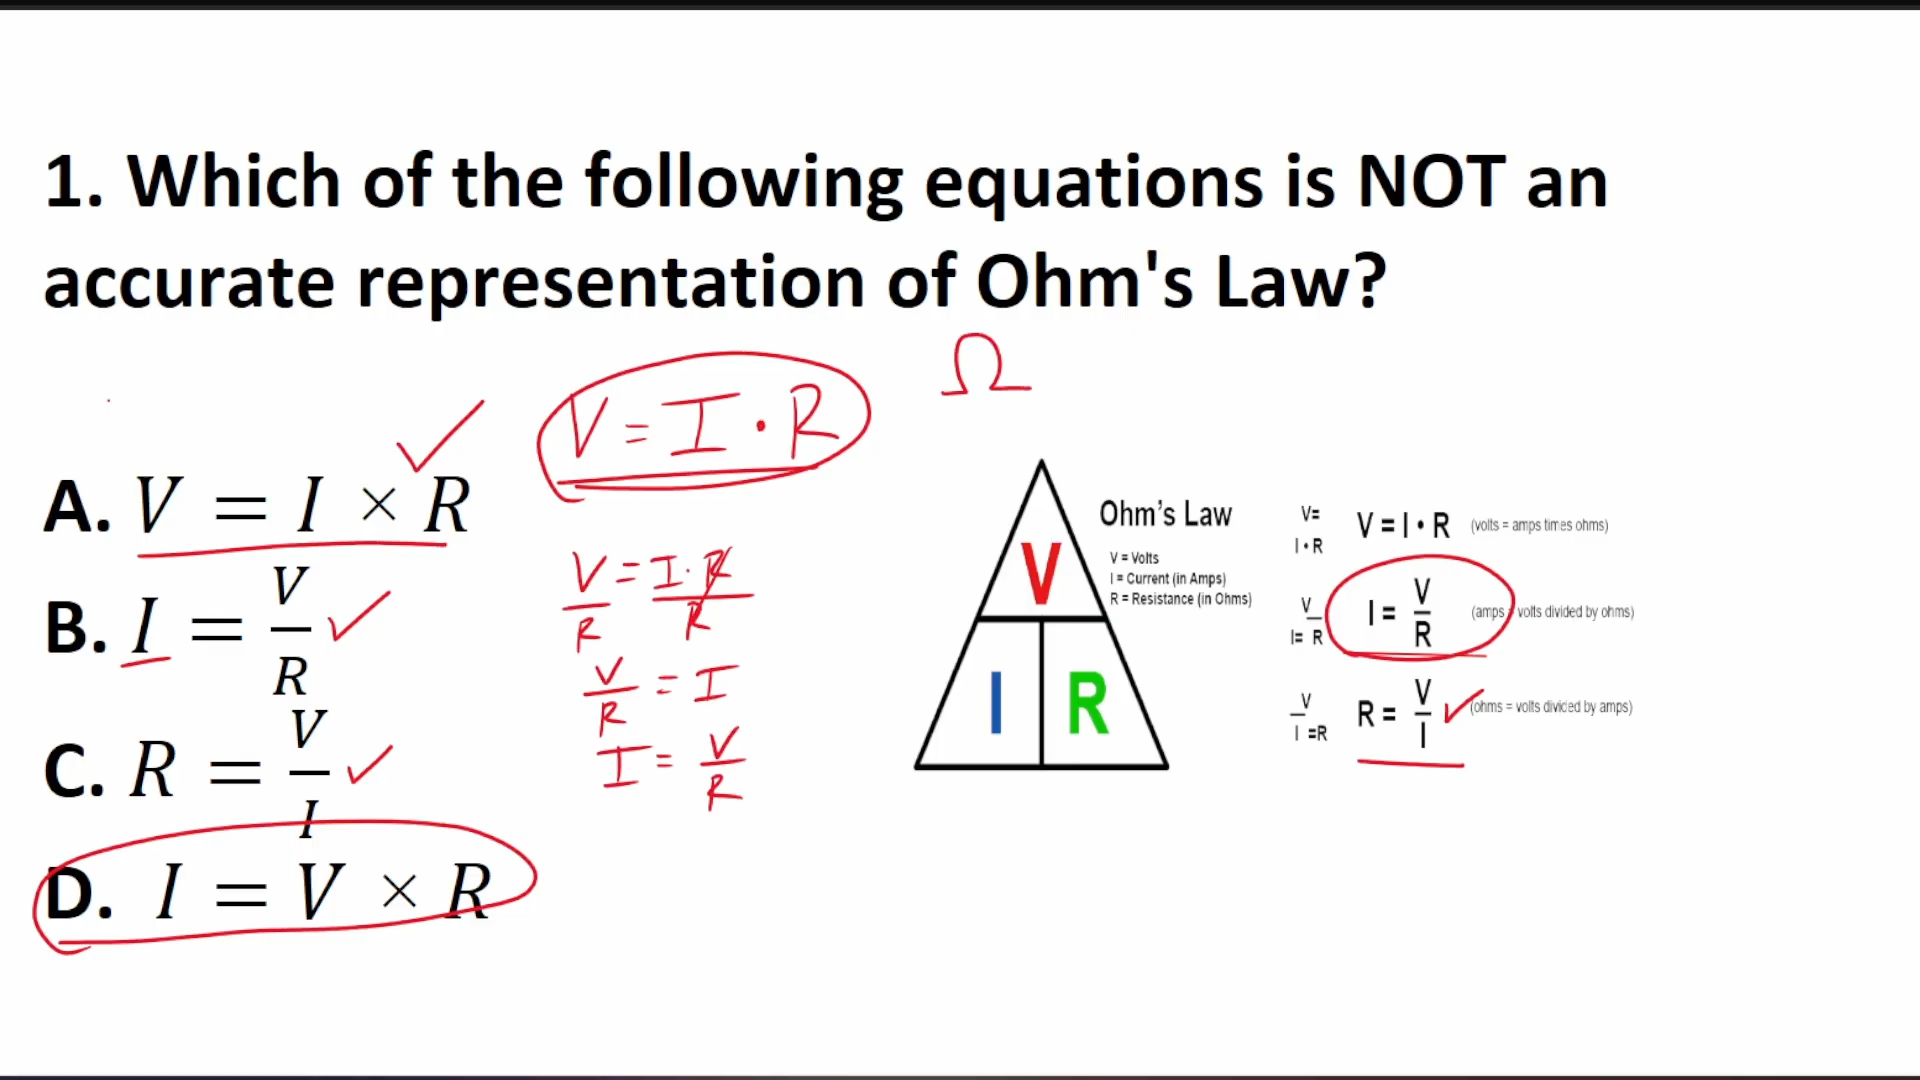 1. Which of the following equations is NOT an
accurate representation of Ohm's Law?
Ω
V = I · R
A. V = I × R
B. I = V/R
C. R = V/I
D. I = V × R
V/R = I·R/R
V/R = I
I = V/R
Ohm's Law
V = Volts
I = Current (in Amps)
R = Resistance (in Ohms)
V
I R
V=
I•R
V = I • R (volts = amps times ohms)
V
I= R
I = V/R (amps = volts divided by ohms)
V
I =R
R = V/I (ohms = volts divided by amps)